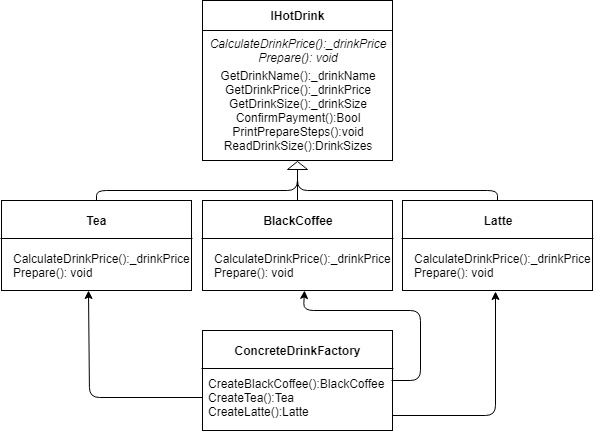 IHotDrink
CalculateDrinkPrice():_drinkPrice
Prepare(): void
GetDrinkName():_drinkName
GetDrinkPrice():_drinkPrice
GetDrinkSize():_drinkSize
ConfirmPayment():Bool
PrintPrepareSteps():void
ReadDrinkSize():DrinkSizes
Tea
CalculateDrinkPrice():_drinkPrice
Prepare(): void
BlackCoffee
CalculateDrinkPrice():_drinkPrice
Prepare(): void
Latte
CalculateDrinkPrice():_drinkPrice
Prepare(): void
ConcreteDrinkFactory
CreateBlackCoffee():BlackCoffee
CreateTea():Tea
CreateLatte():Latte